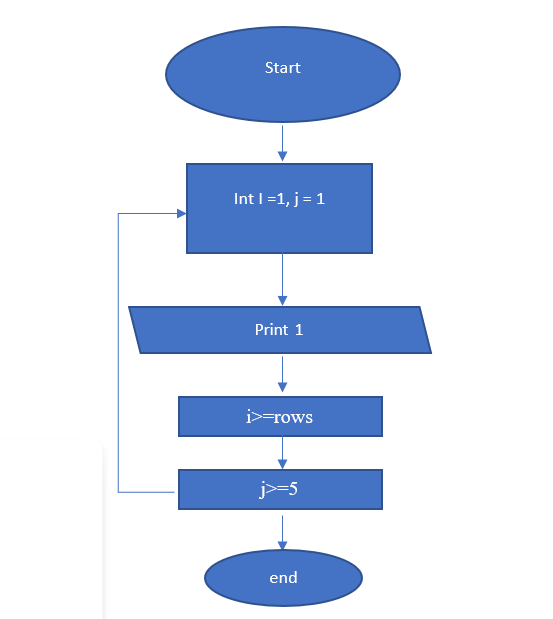 Start
Int I =1, j = 1
Print 1
i>=rows
j>=5
end